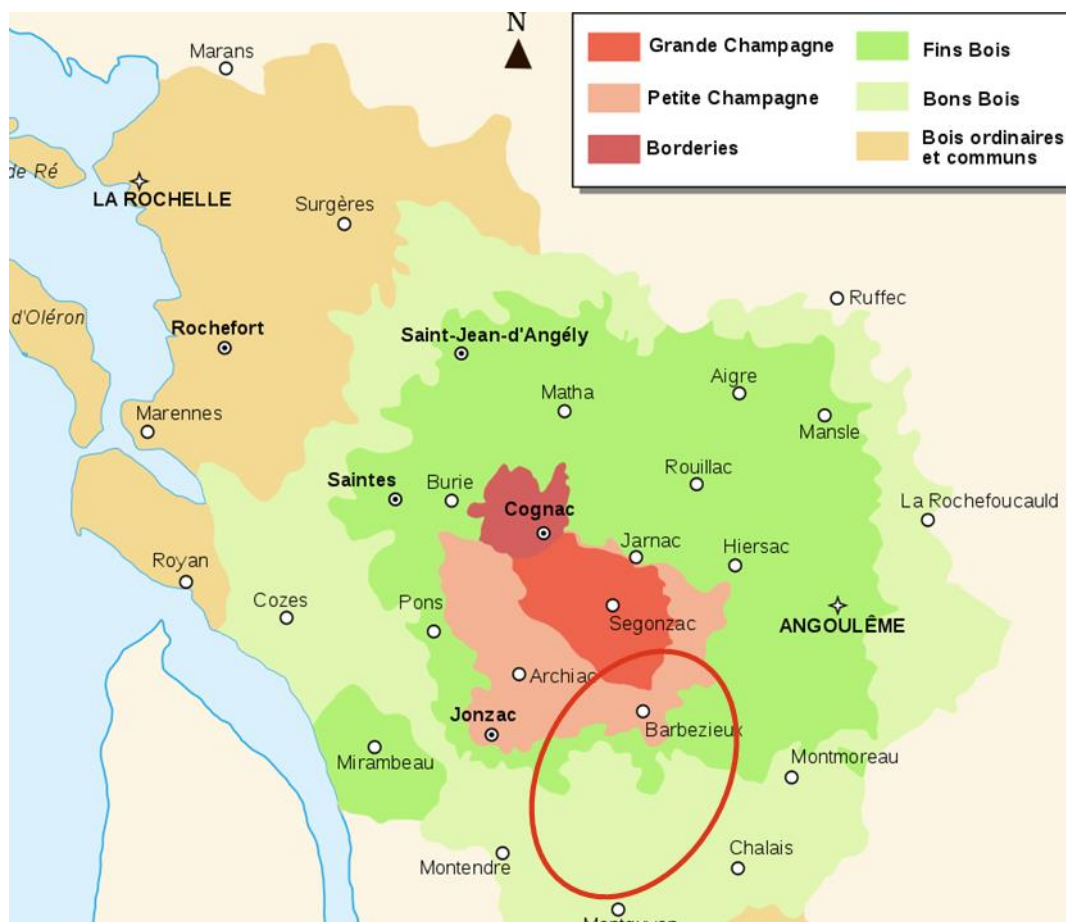 N
Grande Champagne
Petite Champagne
Borderies
Fins Bois
Bons Bois
Bois ordinaires
et communs
Marans
de Ré
LA ROCHELLE
Surgères
Ruffec
d'Oléron
Rochefort
Saint-Jean-d'Angély
Aigre
Matha
Marennes
Mansle
Rouillac
Saintes
Burie
La Rochefoucauld
Cognac
Jarnac
Hiersac
Royan
Cozes
Pons
Segonzac
ANGOULÊME
Archiac
Jonzac
Barbezieux
Mirambeau
Montmoreau
Chalais
Montendre